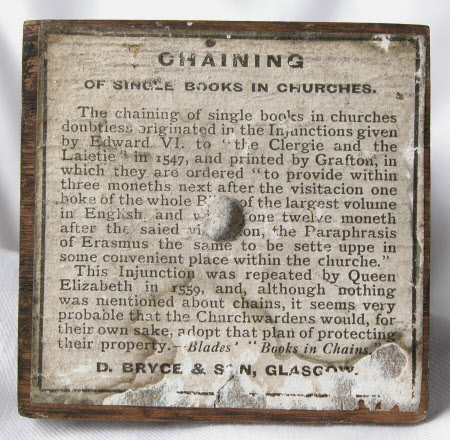 CHAINING
OF SINGLE BOOKS IN CHURCHES.
The chaining of single books in churches
doubtless originated in the Injunctions given
by Edward VI. to "the Clergie and the
Laietie" in 1547, and printed by Grafton, in
which they are ordered "to provide within
three moneths next after the visitacion one
boke of the whole of the largest volume
in English, and one twelve moneth
after the saied the Paraphrasis
of Erasmus the same to be sette uppe in
some convenient place within the churche."
This Injunction was repeated by Queen
Elizabeth in 1559, and, although nothing
was mentioned about chains, it seems very
probable that the Churchwardens would, for
their own sake, adopt that plan of protecting
their property.—Blades' "Books in Chains."
D. BRYCE & SON, GLASGOW.